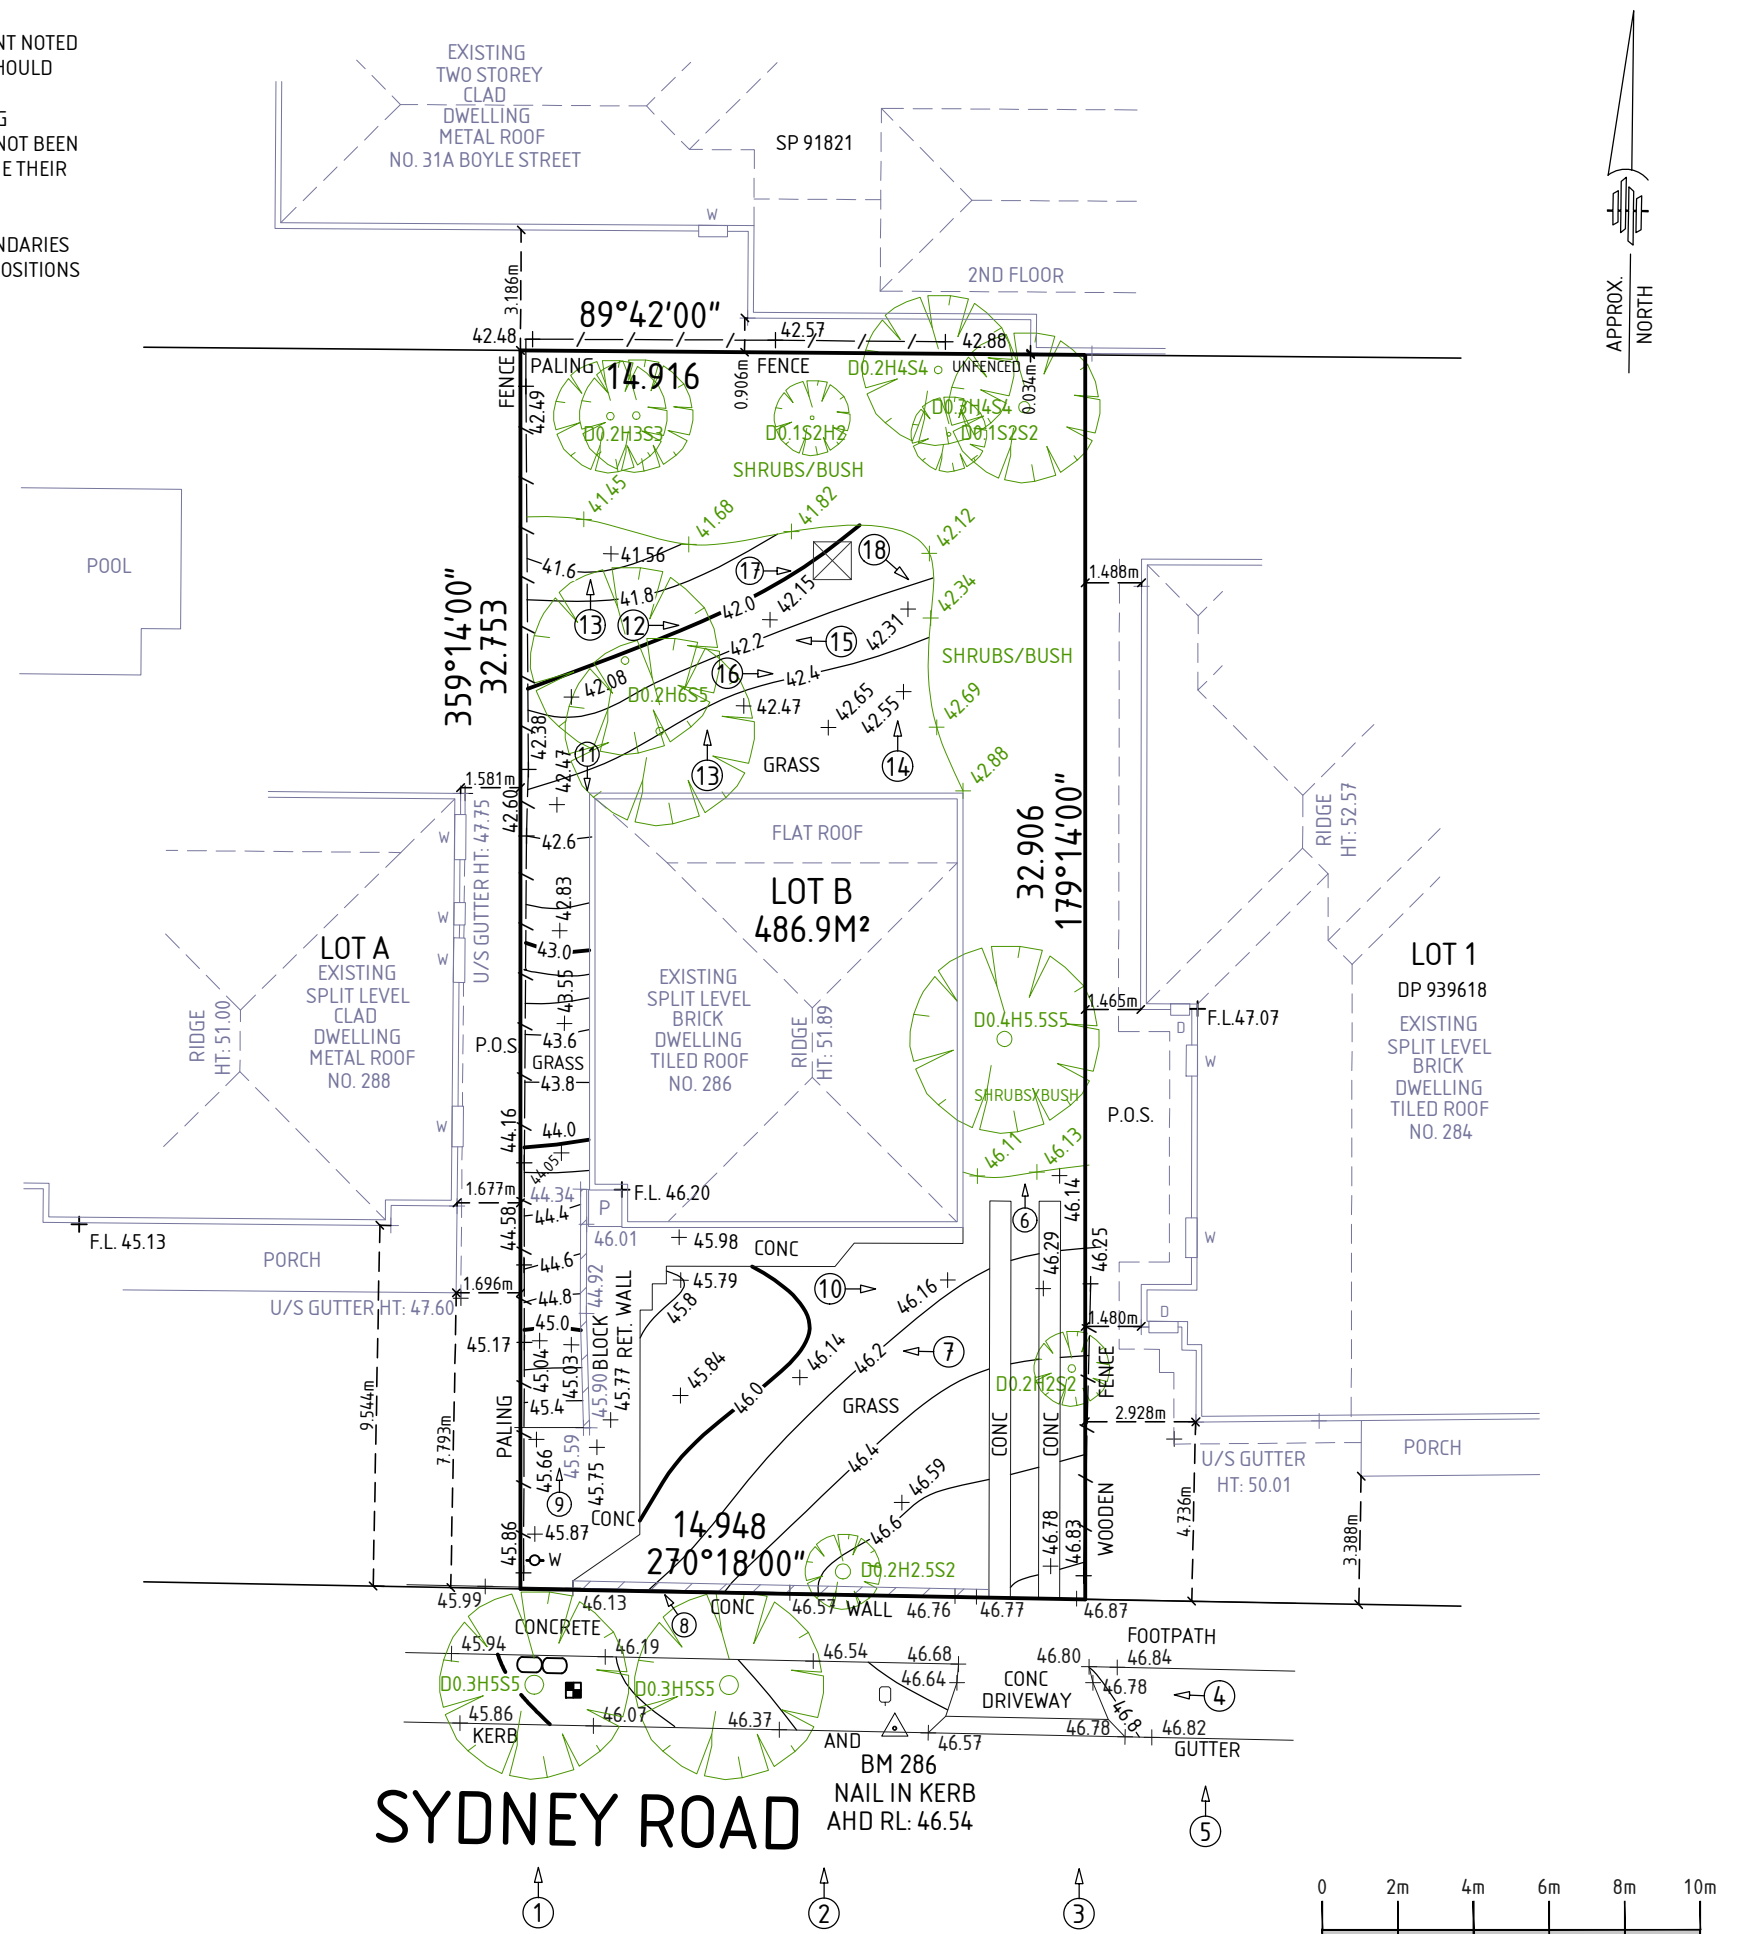 NT NOTED
HOULD
G
NOT BEEN
E THEIR
NDARIES
OSITIONS
EXISTING
TWO STOREY
CLAD
DWELLING
METAL ROOF
NO. 31A BOYLE STREET
SP 91821
W
2ND FLOOR
APPROX.
NORTH
3.186m
89°42'00"
42.48
42.57
42.88
FENCE
PALING
14.916
0.906m
FENCE
UNFENCED
0.034m
D0.2H4S4
D0.3H4S4
42.49
D0.2H3S3
D0.1S2H2
D0.1S2S2
SHRUBS/BUSH
41.45
41.68
41.82
42.12
POOL
41.56
41.6
17
18
1.488m
359°14'00"
32.753
41.8
42.0
42.15
42.34
13
12
42.31
15
42.2
SHRUBS/BUSH
16
42.4
42.08
D0.2H6S5
42.47
42.65
42.55
42.69
42.38
11
42.47
13
GRASS
14
42.88
1.581m
42.60
U/S GUTTER HT: 47.75
W
42.6
FLAT ROOF
32.906
179°14'00"
RIDGE
HT: 52.57
LOT B
486.9M²
42.83
W
LOT A
EXISTING
SPLIT LEVEL
CLAD
DWELLING
METAL ROOF
NO. 288
W
43.0
EXISTING
SPLIT LEVEL
BRICK
DWELLING
TILED ROOF
NO. 286
LOT 1
DP 939618
EXISTING
SPLIT LEVEL
BRICK
DWELLING
TILED ROOF
NO. 284
RIDGE
HT: 51.00
43.55
RIDGE
HT: 51.89
1.465m
F.L.47.07
D0.4H5.5S5
D
P.O.S.
43.6
GRASS
43.8
W
SHRUBS/BUSH
P.O.S.
W
44.16
44.0
46.11
46.13
44.05
1.677m
44.34
F.L. 46.20
46.14
44.58
44.4
P
6
F.L. 45.13
46.01
45.98
CONC
46.29
46.25
W
PORCH
44.6
44.92
45.79
10
46.16
1.696m
44.8
45.8
U/S GUTTER HT: 47.60
45.0
BLOCK
RET. WALL
1.480m
D
45.17
46.14
7
46.2
45.04
45.03
45.84
FENCE
45.90
45.77
46.0
D0.2H2S2
9.544m
7.793m
PALING
45.4
GRASS
2.928m
CONC
CONC
PORCH
45.66
45.59
45.75
46.4
46.59
U/S GUTTER
HT: 50.01
9
CONC
14.948
46.6
46.78
46.83
WOODEN
4.736m
3.388m
45.86
45.87
W
270°18'00"
D0.2H2.5S2
45.99
46.13
CONC
46.57
WALL
46.76
46.77
46.87
8
CONCRETE
FOOTPATH
45.94
46.19
46.54
46.68
46.80
46.84
46.64
CONC
DRIVEWAY
46.78
4
D0.3H5S5
D0.3H5S5
46.8
45.86
46.07
46.37
46.78
46.82
KERB
AND
46.57
GUTTER
BM 286
NAIL IN KERB
AHD RL: 46.54
SYDNEY ROAD
5
1
2
3
0 2m 4m 6m 8m 10m